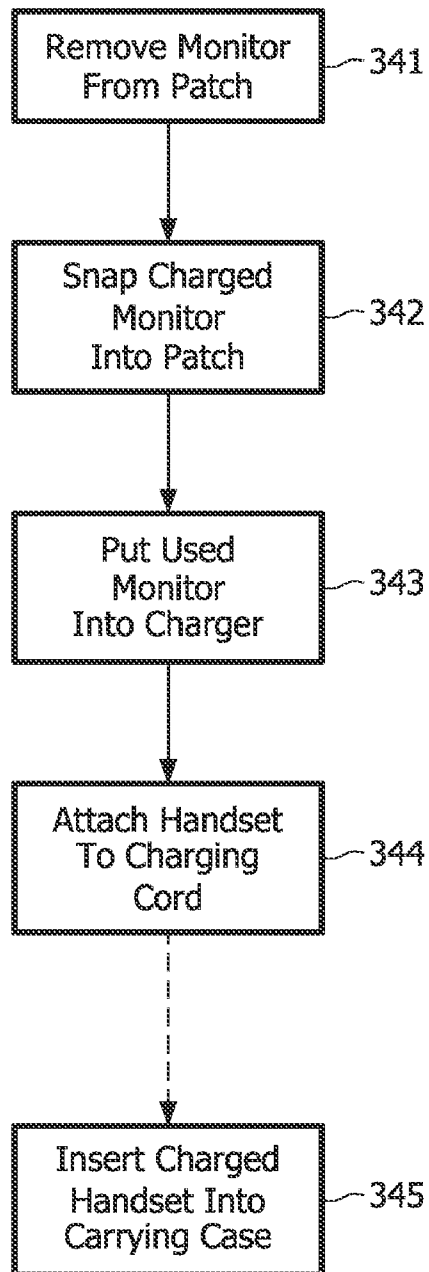 Remove Monitor
From Patch
341
Snap Charged
Monitor
Into Patch
342
Put Used
Monitor
Into Charger
343
Attach Handset
To Charging
Cord
344
Insert Charged
Handset Into
Carrying Case
345